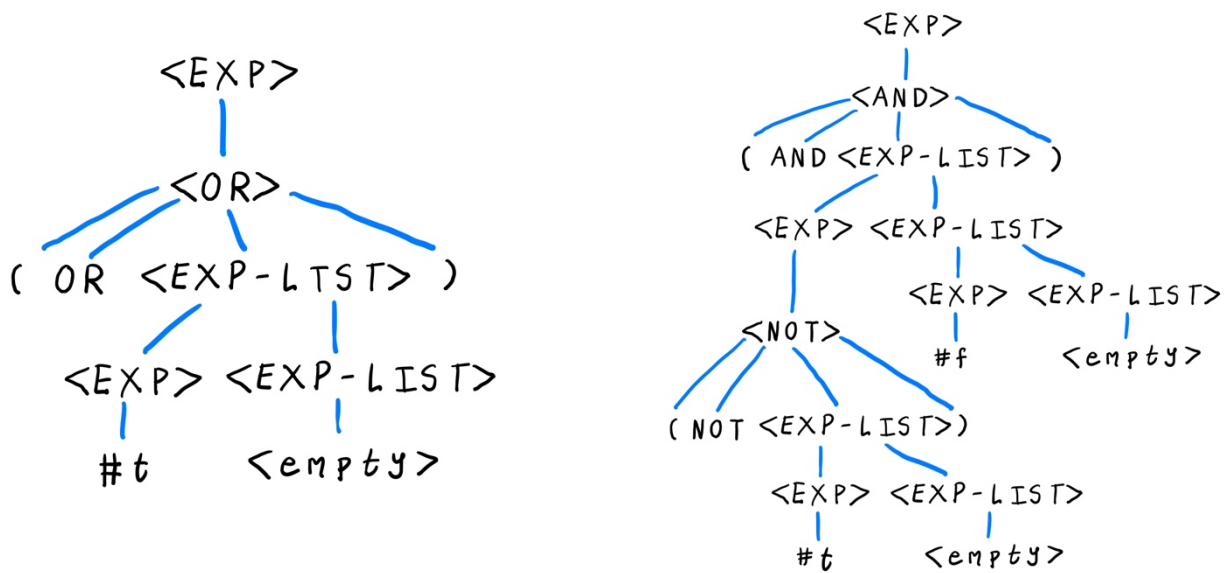 <EXP>
<OR>
( OR <EXP-LTST> )
<EXP> <EXP-LIST>
#t <empty>
<EXP>
<AND>
( AND <EXP-LIST> )
<EXP> <EXP-LIST>
<EXP> <EXP-LIST>
<NOT>
#f <empty>
( NOT <EXP-LIST>)
<EXP> <EXP-LIST>
#t <empty>